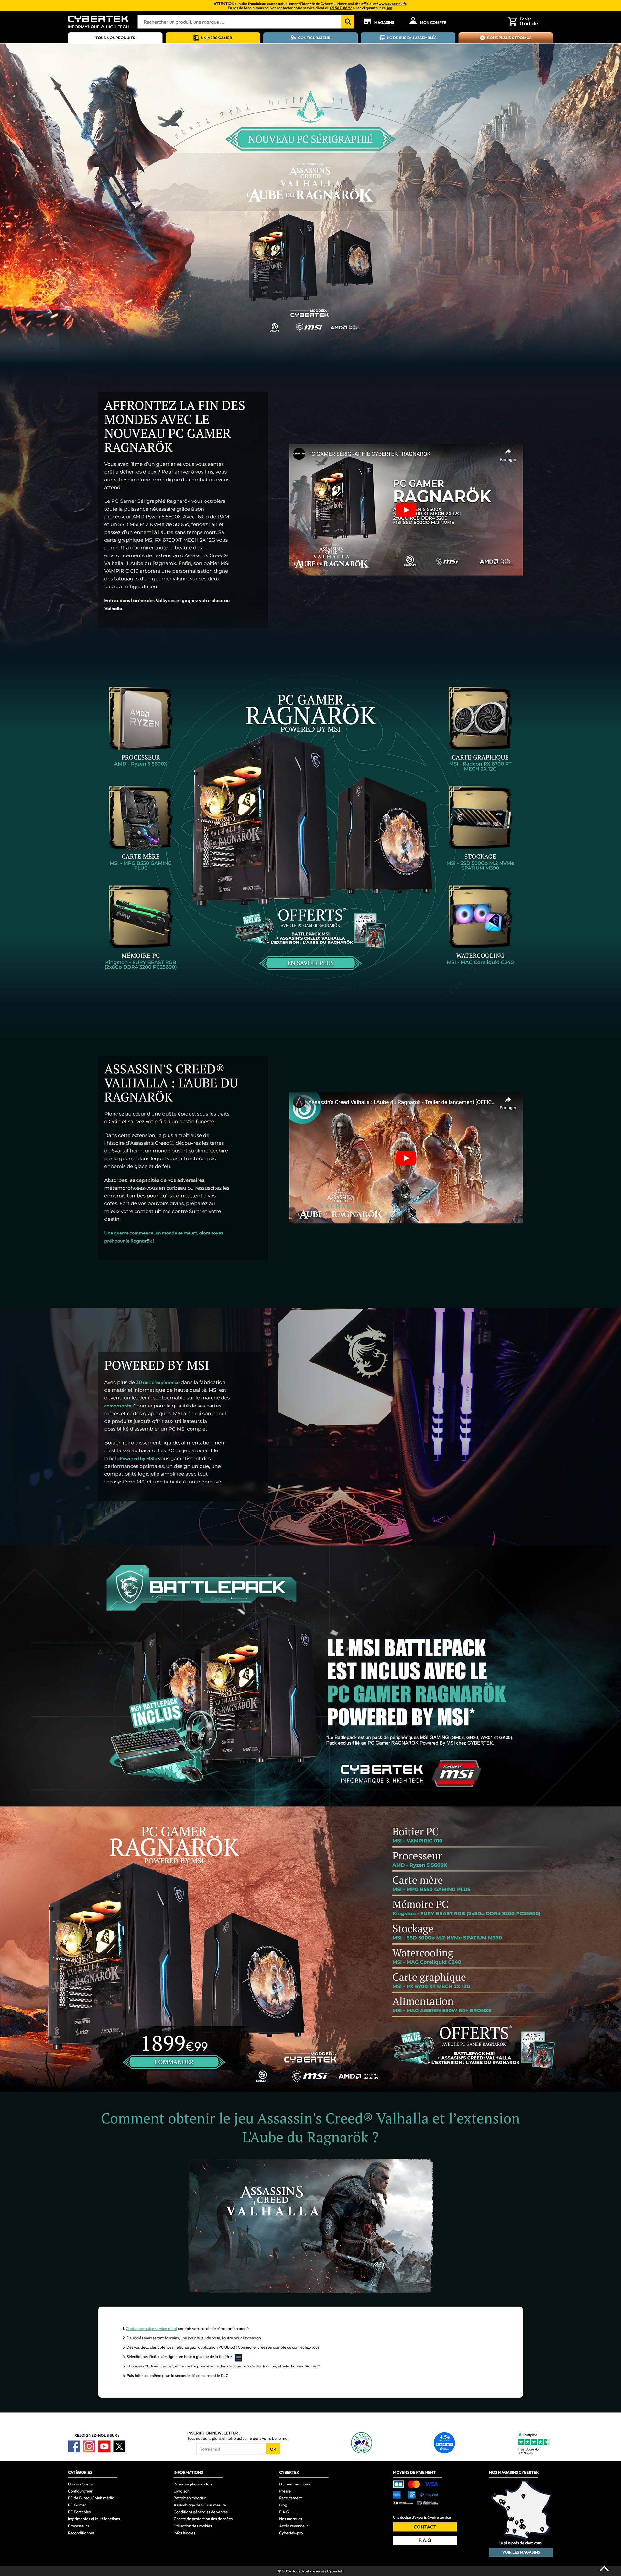 ATTENTION : un site frauduleux usurpe actuellement l'identité de Cybertek. Notre seul site officiel est www.cybertek.fr
En cas de besoin, vous pouvez contacter notre service client au
CYBERTEK
INFORMATIQUE & HIGH-TECH
Rechercher un produit, une marque ...
MAGASINS
MON COMPTE
Panier
0 article
TOUS NOS PRODUITS
UNIVERS GAMER
CONFIGURATEUR
PC DE BUREAU ASSEMBLÉS
BONS PLANS & PROMOS
NOUVEAU PC SÉRIGRAPHIÉ
ASSASSIN'S CREED
VALHALLA
L'AUBE DU RAGNARÖK
MODDED BY
CYBERTEK
UBISOFT
msi
AMD RYZEN
AFFRONTEZ LA FIN DES
MONDES AVEC LE
NOUVEAU PC GAMER
RAGNARÖK
Vous avez l'âme d'un guerrier et vous vous sentez
prêt à défier les dieux ? Pour arriver à vos fins, vous
aurez besoin d'une arme digne du combat qui vous
attend.
Le PC Gamer Sérigraphié Ragnarök vous octroiera
toute la puissance nécessaire grâce à son
processeur AMD Ryzen 5 5600X. Avec 16 Go de RAM
et un SSD MSI M.2 NVMe de 500Go, fendez l'air et
passez d'un ennemi à l'autre sans temps mort. Sa
carte graphique MSI RX 6700 XT MECH 2X 12G vous
permettra d'admirer toute la beauté des
environnements de l'extension d'Assassin's Creed®
Valhalla : L'Aube du Ragnarök. Enfin, son boîtier MSI
VAMPIRIC 010 arborera une personnalisation digne
des tatouages d'un guerrier viking, sur ses deux
faces, à l'effigie du jeu.
Entrez dans l'arène des Valkyries et gagnez votre place au
Valhalla.
PC GAMER SÉRIGRAPHIÉ CYBERTEK - RAGNAROK
Partager
PC GAMER
RAGNARÖK
MSI SSD 500GO M.2 NVME
ASSASSIN'S CREED
VALHALLA
L'AUBE DU RAGNARÖK
UBISOFT
msi
AMD
PC GAMER
RAGNARÖK
POWERED BY MSI
PROCESSEUR
AMD - Ryzen 5 5600X
CARTE GRAPHIQUE
MSI - Radeon RX 6700 XT
MECH 2X 12G
CARTE MÈRE
MSI - MPG B550 GAMING
PLUS
STOCKAGE
MSI - SSD 500Go M.2 NVMe
SPATIUM M390
MÉMOIRE PC
Kingston - FURY BEAST RGB
(2x8Go DDR4 3200 PC25600)
WATERCOOLING
MSI - MAG Coreliquid C240
OFFERTS*
AVEC LE PC GAMER RAGNARÖK
BATTLEPACK MSI
+ ASSASSIN'S CREED: VALHALLA
+ L'EXTENSION : L'AUBE DU RAGNARÖK
EN SAVOIR PLUS
ASSASSIN'S CREED®
VALHALLA : L'AUBE DU
RAGNARÖK
Plongez au cœur d'une quête épique, sous les traits
d'Odin et sauvez votre fils d'un destin funeste.
Dans cette extension, la plus ambitieuse de
l'histoire d'Assassin's Creed®, découvrez les terres
de Svartalfheim, un monde ouvert sublime déchiré
par la guerre, dans lequel vous affronterez des
ennemis de glace et de feu.
Absorbez les capacités de vos adversaires,
métamorphosez-vous en corbeau ou ressuscitez les
ennemis tombés pour qu'ils combattent à vos
côtés. Fort de vos pouvoirs divins, préparez au
mieux votre combat ultime contre Surtr et votre
destin.
Une guerre commence, un monde se meurt, alors soyez
prêt pour le Ragnarök !
Assassin's Creed Valhalla : L'Aube du Ragnarök - Trailer de lancement [OFFIC...
Partager
ASSASSIN'S CREED
VALHALLA
L'AUBE DU RAGNARÖK
POWERED BY MSI
Avec plus de 30 ans d'expérience dans la fabrication
de matériel informatique de haute qualité, MSI est
devenu un leader incontournable sur le marché des
composants. Connue pour la qualité de ses cartes
mères et cartes graphiques, MSI a élargi son panel
de produits jusqu'à offrir aux utilisateurs la
possibilité d'assembler un PC MSI complet.
Boitier, refroidissement liquide, alimentation, rien
n'est laissé au hasard. Les PC de jeu arborant le
label «Powered by MSI» vous garantissent des
performances optimales, un design unique, une
compatibilité logicielle simplifiée avec tout
l'écosystème MSI et une fiabilité à toute épreuve.
BATTLEPACK
MSI BATTLEPACK
INCLUS
LE MSI BATTLEPACK
EST INCLUS AVEC LE
PC GAMER RAGNARÖK
POWERED BY MSI*
*Le Battlepack est un pack de périphériques MSI GAMING (GM08, GH20, WR01 et GK30).
Pack exclusif lié au PC Gamer RAGNARÖK Powered By MSI chez CYBERTEK.
CYBERTEK
INFORMATIQUE & HIGH-TECH
POWERED BY
msi
PC GAMER
RAGNARÖK
POWERED BY MSI
1899€99
COMMANDER
MODDED BY
CYBERTEK
UBISOFT
msi
AMD RYZEN RADEON
Boitier PC
MSI - VAMPIRIC 010
Processeur
AMD - Ryzen 5 5600X
Carte mère
MSI - MPG B550 GAMING PLUS
Mémoire PC
Kingston - FURY BEAST RGB (2x8Go DDR4 3200 PC25600)
Stockage
MSI - SSD 500Go M.2 NVMe SPATIUM M390
Watercooling
MSI - MAG Coreliquid C240
Carte graphique
MSI - RX 6700 XT MECH 2X 12G
Alimentation
MSI - MAG A650BN 650W 80+ BRONZE
OFFERTS*
AVEC LE PC GAMER RAGNARÖK
BATTLEPACK MSI
+ ASSASSIN'S CREED: VALHALLA
+ L'EXTENSION : L'AUBE DU RAGNARÖK
Comment obtenir le jeu Assassin's Creed® Valhalla et l'extension
L'Aube du Ragnarök ?
ASSASSIN'S
CREED
VALHALLA
1. Contactez notre service client une fois votre droit de rétractation passé
2. Deux clés vous seront fournies, une pour le jeu de base, l'autre pour l'extension
3. Dès vos deux clés obtenues, téléchargez l'application PC Ubisoft Connect et créez un compte ou connectez-vous
4. Sélectionnez l'icône des lignes en haut à gauche de la fenêtre
5. Choisissez "Activer une clé", entrez votre première clé dans le champ Code d'activation, et sélectionnez "Activer"
6. Puis faites de même pour la seconde clé concernant le DLC
REJOIGNEZ-NOUS SUR :
INSCRIPTION NEWSLETTER :
Tous nos bons plans et notre actualité dans votre boite mail
Votre email
OK
4.5
Trustpilot
CATÉGORIES
Univers Gamer
Configurateur
PC de Bureau / Multimédia
PC Gamer
PC Portables
Imprimantes et Multifonctions
Processeurs
Reconditionnés
INFORMATIONS
Payer en plusieurs fois
Livraison
Retrait en magasin
Conditions générales de ventes
Charte de protection des données
Assemblage de PC sur mesure
Utilisation des cookies
Infos légales
CYBERTEK
Qui sommes nous?
Presse
Recrutement
Blog
F.A.Q
Nos marques
Accès revendeur
Cybertek-pro
MOYENS DE PAIEMENT
VISA
PayPal
Une équipe d'experts à votre service.
CONTACT
F.A.Q
NOS MAGASINS CYBERTEK
Le plus près de chez vous :
VOIR LES MAGASINS
© 2024 Tous droits réservés Cybertek